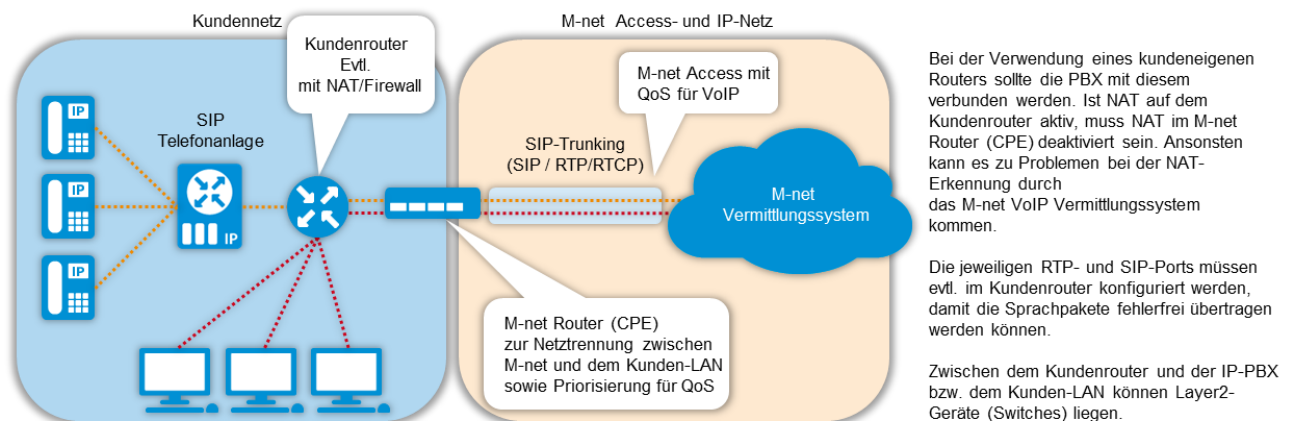 Kundennetz
M-net Access- und IP-Netz
Kundenrouter
Evtl.
mit NAT/Firewall
M-net Access mit
QoS für VoIP
IP
IP
IP
SIP
Telefonanlage
IP
SIP-Trunking
(SIP / RTP/RTCP)
M-net
Vermittlungssystem
M-net Router (CPE)
zur Netztrennung zwischen
M-net und dem Kunden-LAN
sowie Priorisierung für QoS
Bei der Verwendung eines kundeneigenen
Routers sollte die PBX mit diesem
verbunden werden. Ist NAT auf dem
Kundenrouter aktiv, muss NAT im M-net
Router (CPE) deaktiviert sein. Ansonsten
kann es zu Problemen bei der NAT-
Erkennung durch
das M-net VoIP Vermittlungssystem
kommen.
Die jeweiligen RTP- und SIP-Ports müssen
evtl. im Kundenrouter konfiguriert werden,
damit die Sprachpakete fehlerfrei übertragen
werden können.
Zwischen dem Kundenrouter und der IP-PBX
bzw. dem Kunden-LAN können Layer2-
Geräte (Switches) liegen.